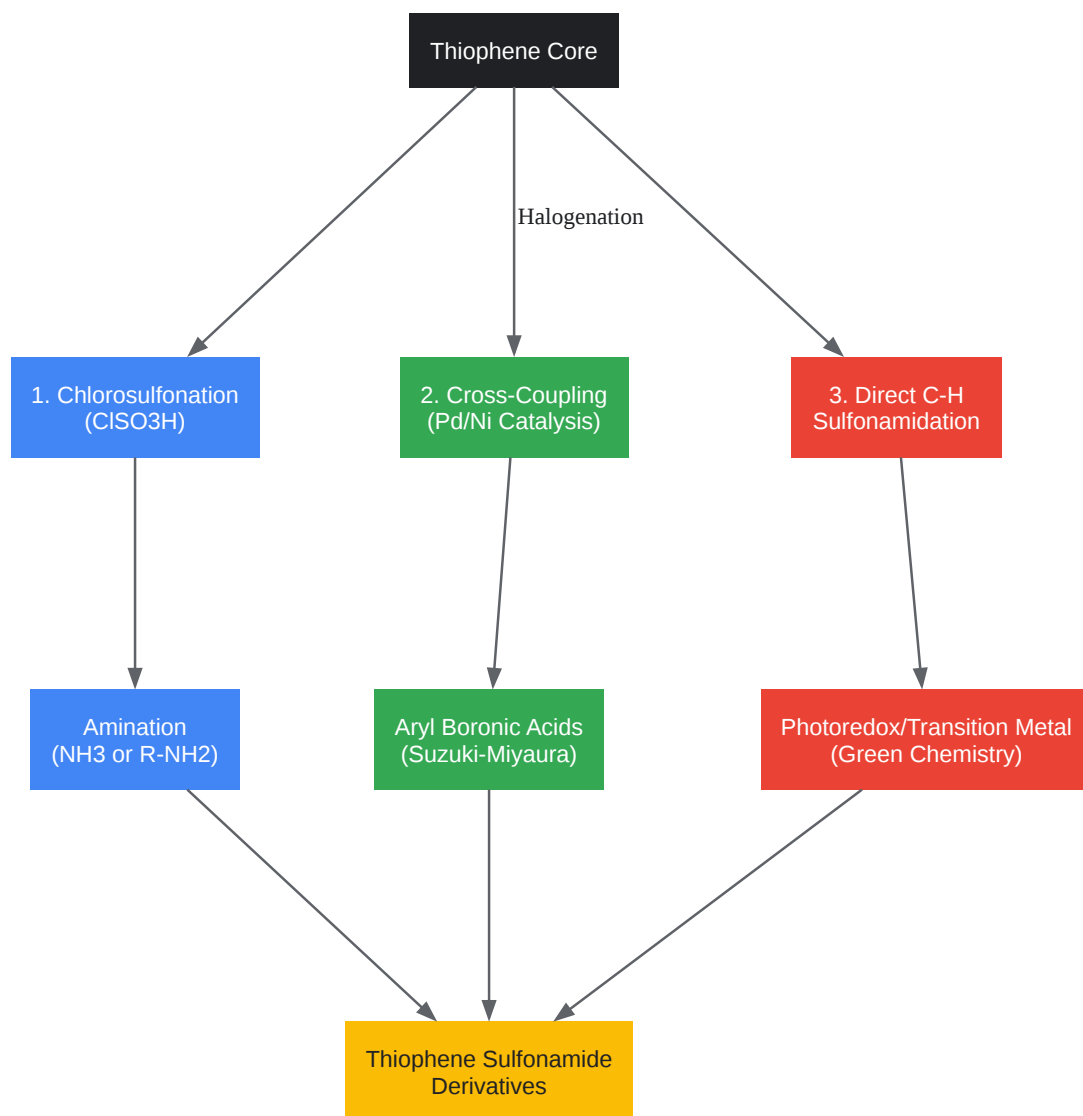 Thiophene Core
Halogenation
1. Chlorosulfonation
(ClSO3H)
2. Cross-Coupling
(Pd/Ni Catalysis)
3. Direct C-H
Sulfonamidation
Amination
(NH3 or R-NH2)
Aryl Boronic Acids
(Suzuki-Miyaura)
Photoredox/Transition Metal
(Green Chemistry)
Thiophene Sulfonamide
Derivatives